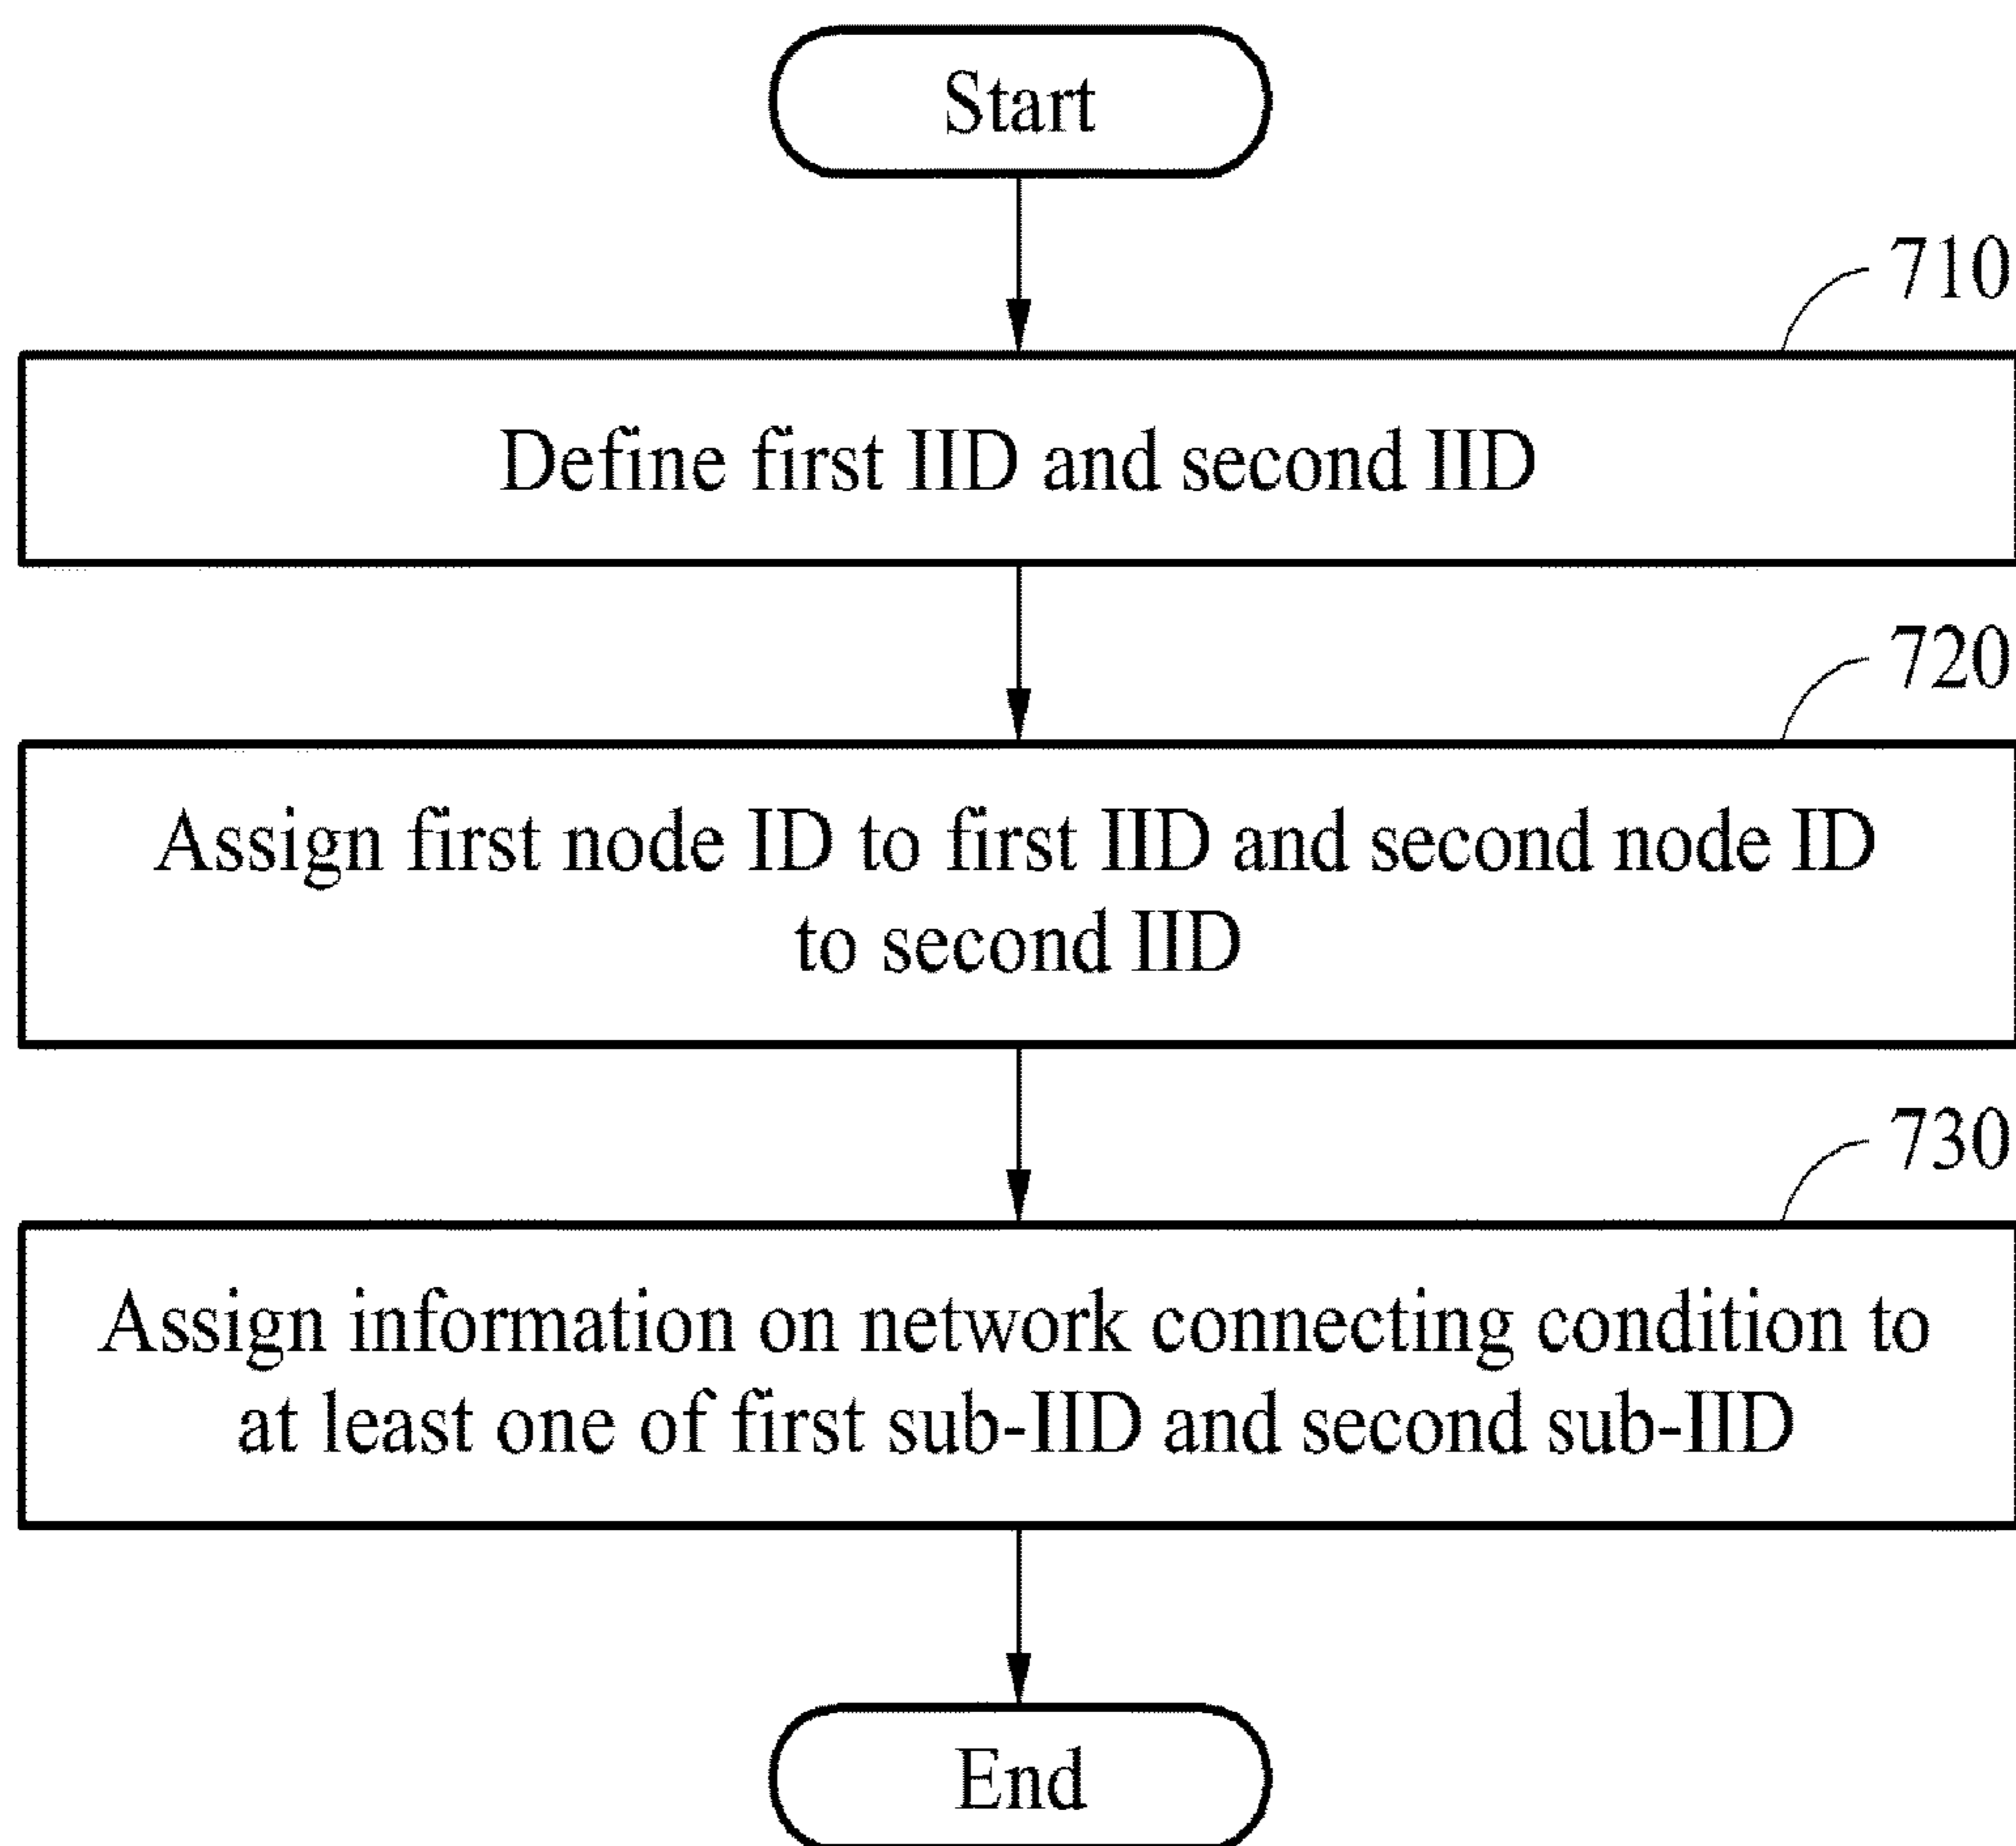 Start
710
Define first IID and second IID
720
Assign first node ID to first IID and second node ID
to second IID
730
Assign information on network connecting condition to
at least one of first sub-IID and second sub-IID
End